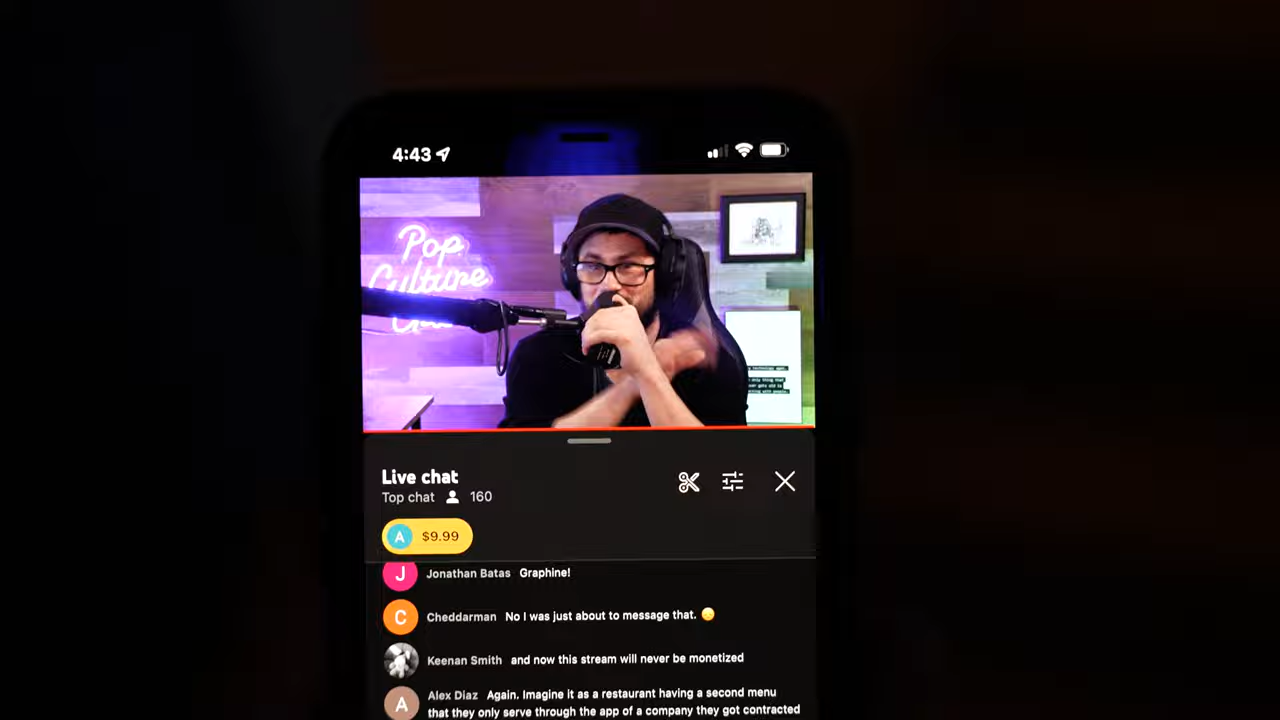 4:43
Pop
Culture
Live chat
Top chat 160
A $9.99
J Jonathan Batas Graphine!
C Cheddarman No I was just about to message that. 😞
Keenan Smith and now this stream will never be monetized
A Alex Diaz Again. Imagine it as a restaurant having a second menu
that they only serve through the app of a company they got contracted